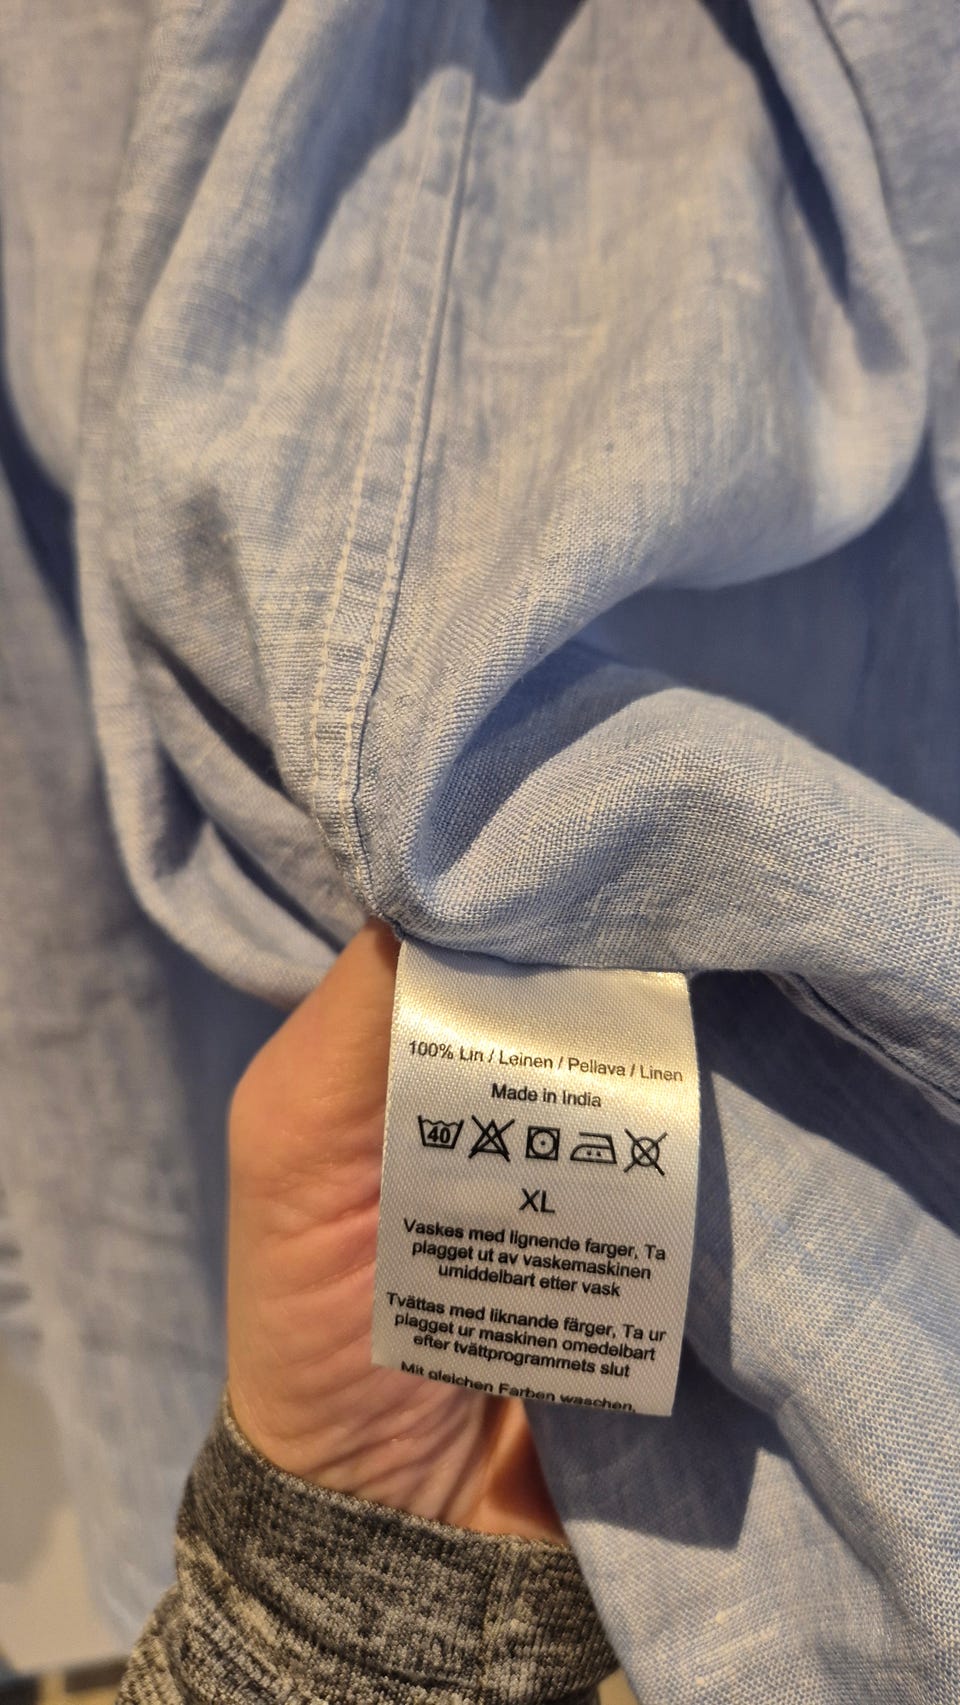 100% Lin / Leinen / Pellava / Linen
Made in India
40
XL
Vaskes med lignende farger, Ta
plagget ut av vaskemaskinen
umiddelbart etter vask
Tvättas med liknande färger, Ta ur
plagget ur maskinen omedelbart
efter tvättprogrammets slut
Mit gleichen Farben waschen,